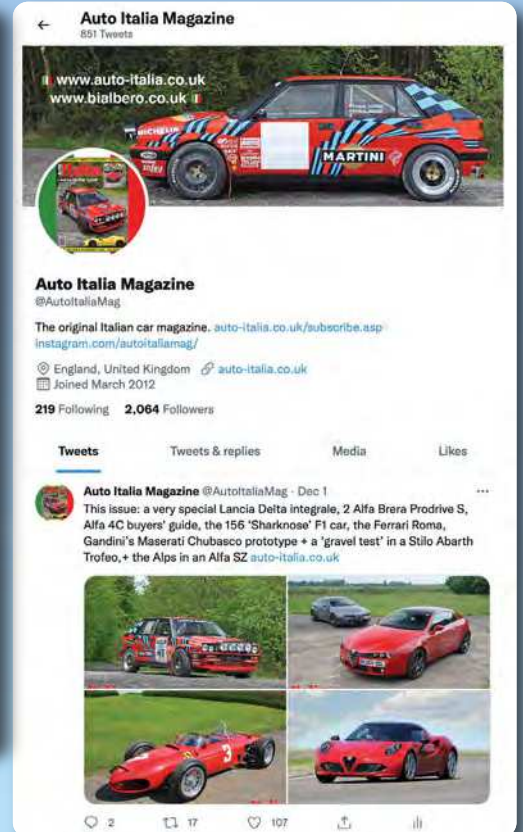 Auto Italia Magazine
851 Tweets
www.auto-italia.co.uk
www.bialbero.co.uk
MICHELIN
MARTINI
Auto Italia Magazine
@AutoItaliaMag
The original Italian car magazine. auto-italia.co.uk/subscribe.asp
instagram.com/autoitaliamag/
England, United Kingdom auto-italia.co.uk
Joined March 2012
219 Following 2,064 Followers
Tweets Tweets & replies Media Likes
Auto Italia Magazine @AutoItaliaMag · Dec 1
This issue: a very special Lancia Delta integrale, 2 Alfa Brera Prodrive S,
Alfa 4C buyers' guide, the 156 'Sharknose' F1 car, the Ferrari Roma,
Gandini's Maserati Chubasco prototype + a 'gravel test' in a Stilo Abarth
Trofeo,+ the Alps in an Alfa SZ auto-italia.co.uk
3
2 17 107